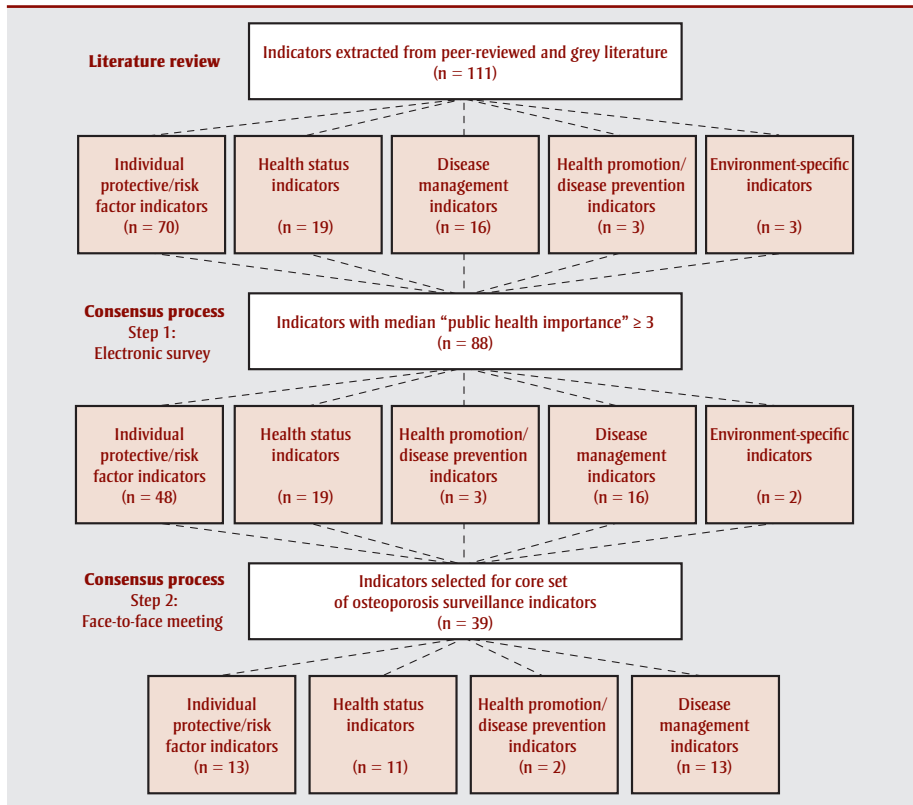 Literature review
Indicators extracted from peer-reviewed and grey literature
(n = 111)
Individual
protective/risk
factor indicators
(n = 70)
Health status
indicators
(n = 19)
Disease
management
indicators
(n = 16)
Health promotion/
disease prevention
indicators
(n = 3)
Environment-specific
indicators
(n = 3)
Consensus process
Step 1:
Electronic survey
Indicators with median “public health importance” ≥ 3
(n = 88)
Individual
protective/risk
factor indicators
(n = 48)
Health status
indicators
(n = 19)
Health promotion/
disease prevention
indicators
(n = 3)
Disease
management
indicators
(n = 16)
Environment-specific
indicators
(n = 2)
Consensus process
Step 2:
Face-to-face meeting
Indicators selected for core set
of osteoporosis surveillance indicators
(n = 39)
Individual
protective/risk
factor indicators
(n = 13)
Health status
indicators
(n = 11)
Health promotion/
disease prevention
indicators
(n = 2)
Disease
management
indicators
(n = 13)